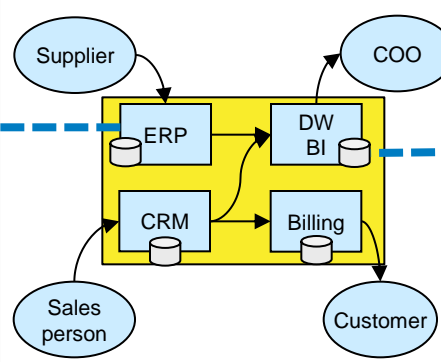 Supplier
COO
ERP
DW
BI
CRM
Billing
Sales
person
Customer